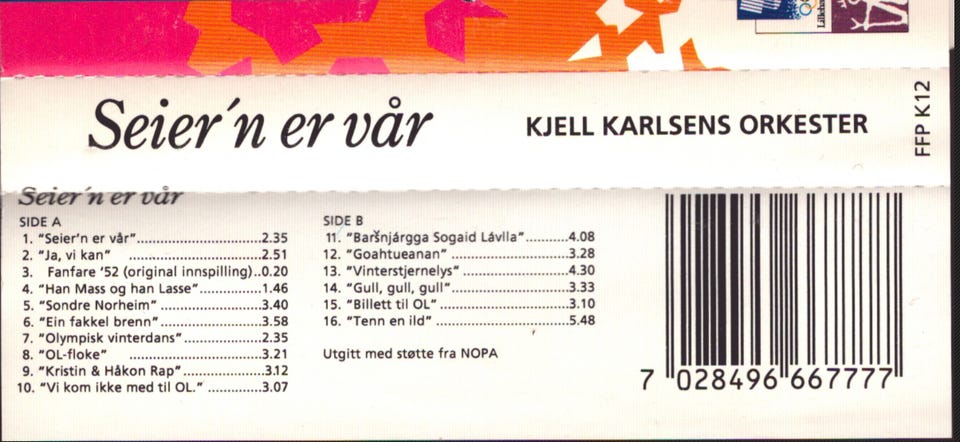 Lilleha
Seier´n er vår
KJELL KARLSENS ORKESTER
FFP K12
Seier´n er vår
SIDE A
1. "Seier'n er vår"..............................2.35
2. "Ja, vi kan" ................................2.51
3. Fanfare '52 (original innspilling)..0.20
4. "Han Mass og han Lasse"...............1.46
5. "Sondre Norheim".........................3.40
6. "Ein fakkel brenn".........................3.58
7. "Olympisk vinterdans"...................2.35
8. "OL-floke" ................................3.21
9. "Kristin & Håkon Rap"....................3.12
10. "Vi kom ikke med til OL." .............3.07
SIDE B
11. "Baršnjárgga Sogaid Lávlla"..........4.08
12. "Goahtueanan" ............................3.28
13. "Vinterstjernelys" .........................4.30
14. "Gull, gull, gull" ............................3.33
15. "Billett til OL" ...............................3.10
16. "Tenn en ild" ................................5.48
Utgitt med støtte fra NOPA
7 028496 667777